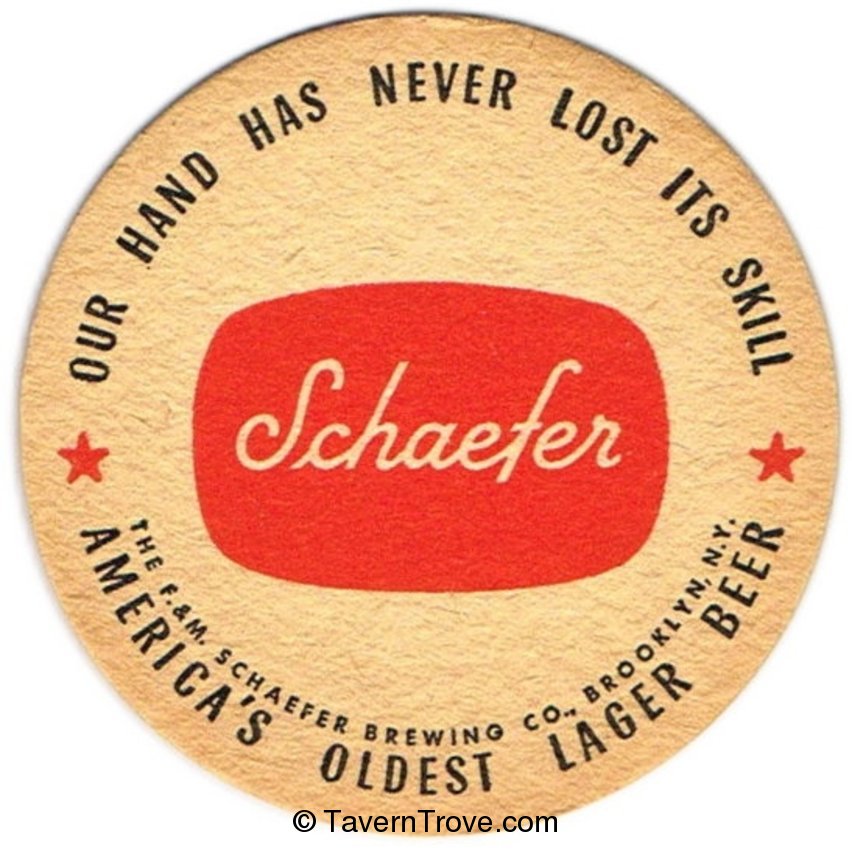 OUR HAND HAS NEVER LOST ITS SKILL
Schaefer
THE F.&M. SCHAEFER BREWING CO., BROOKLYN, N.Y.
AMERICA'S OLDEST LAGER BEER
© TavernTrove.com